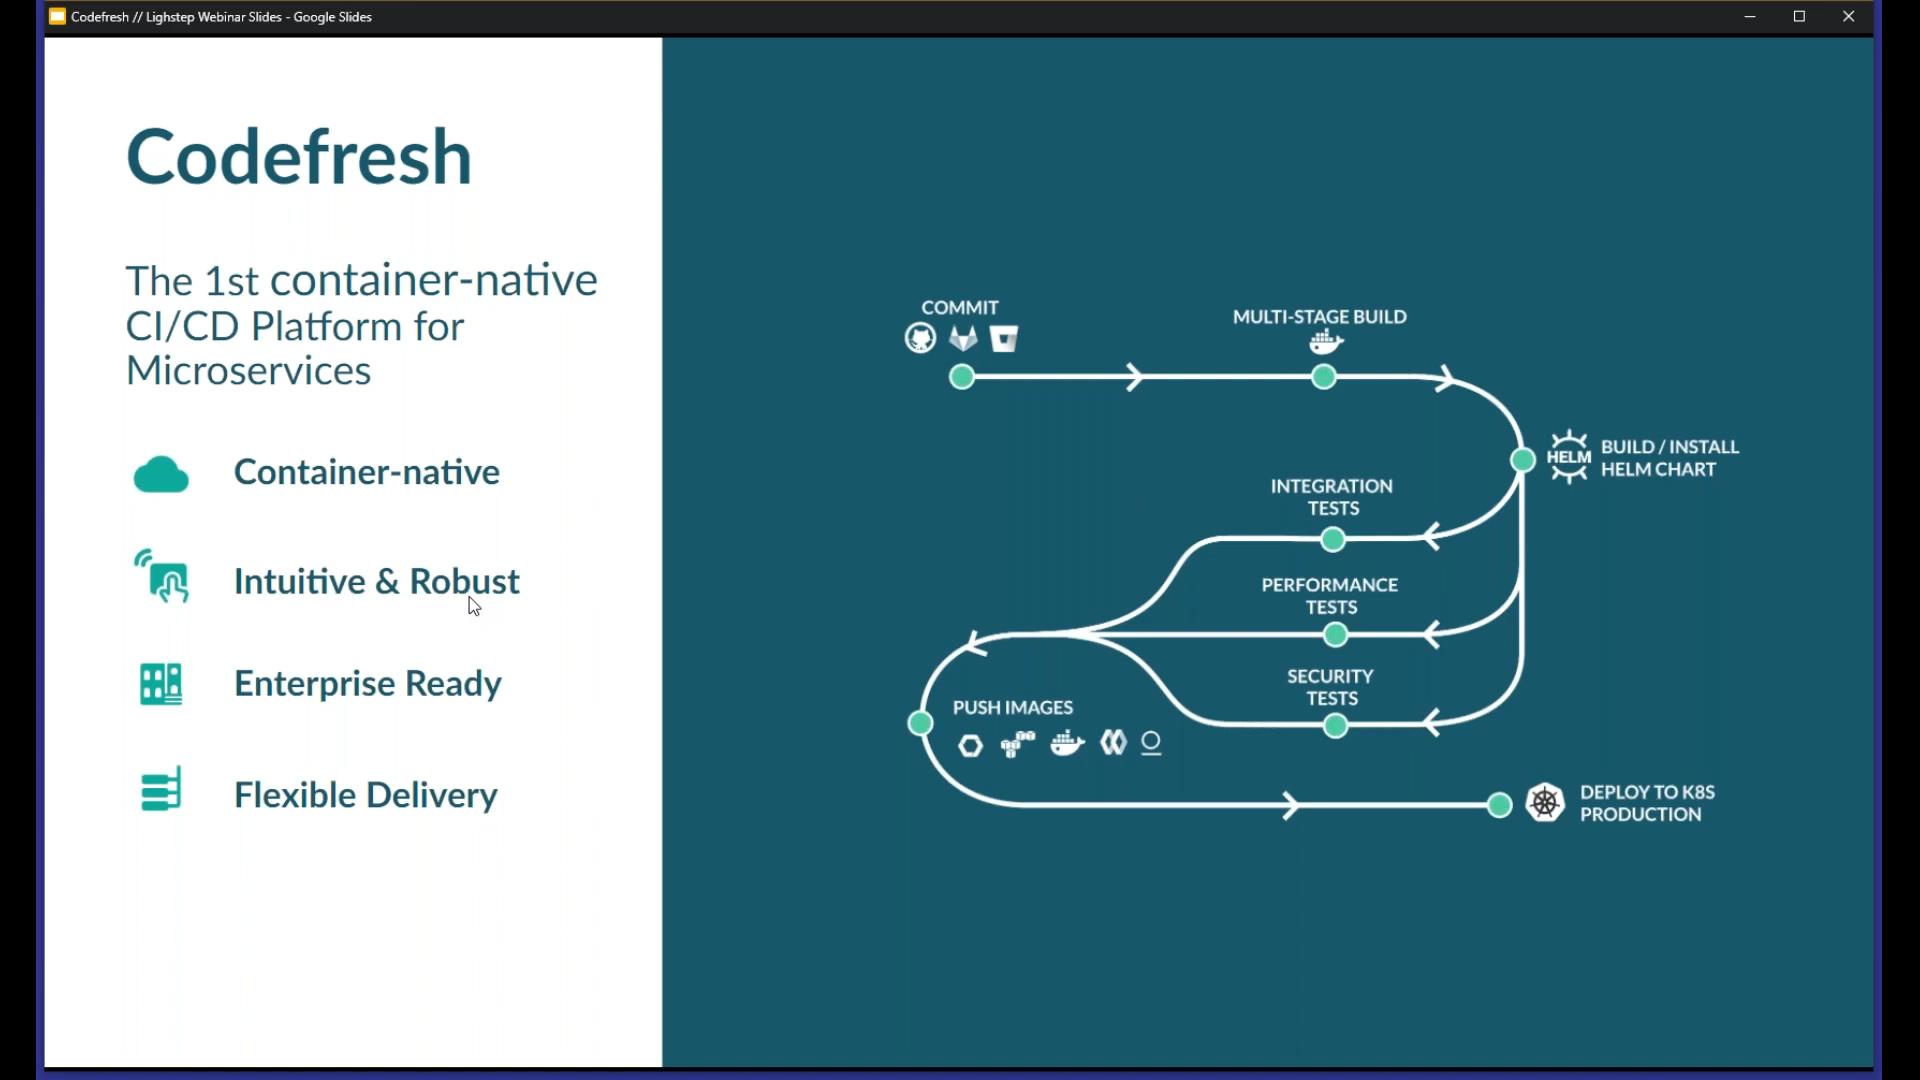 Codefresh // Lighstep Webinar Slides - Google Slides
Codefresh
The 1st container-native
CI/CD Platform for
Microservices
Container-native
Intuitive & Robust
Enterprise Ready
Flexible Delivery
COMMIT
MULTI-STAGE BUILD
HELM
BUILD / INSTALL
HELM CHART
INTEGRATION
TESTS
PERFORMANCE
TESTS
SECURITY
TESTS
PUSH IMAGES
DEPLOY TO K8S
PRODUCTION